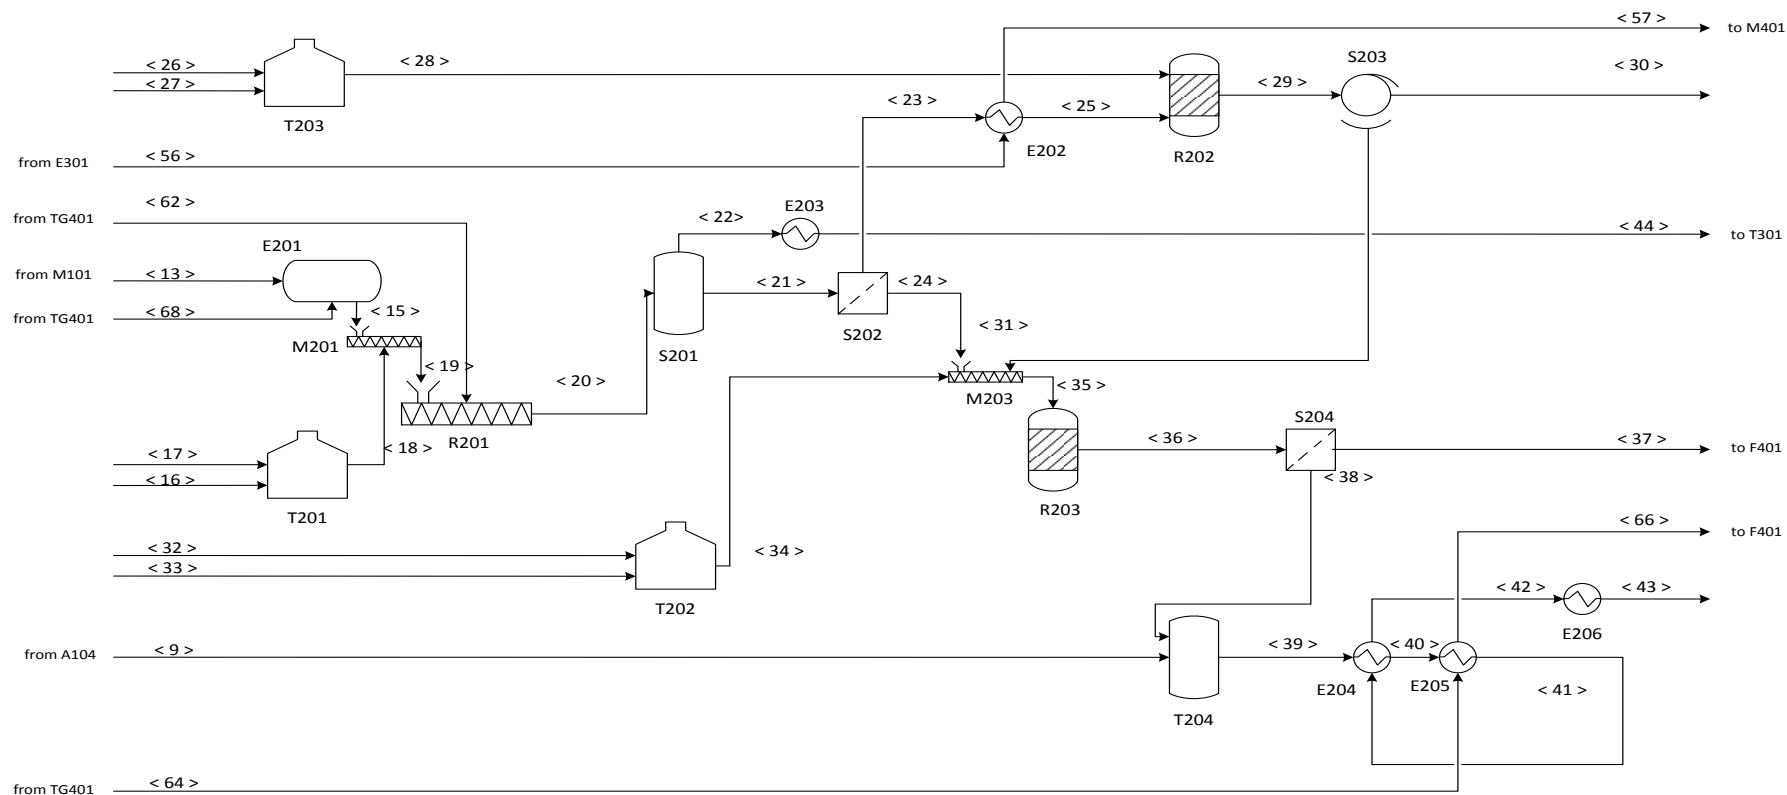 < 57 >
to M401
S203
< 26 >
< 28 >
< 30 >
< 27 >
< 29 >
< 23 >
< 25 >
T203
E202
R202
from E301
< 56 >
< 62 >
from TG401
< 22>
E203
< 44 >
to T301
E201
from M101
< 13 >
< 21 >
< 24 >
from TG401
< 68 >
< 15 >
< 31 >
S202
M201
S201
< 19 >
< 20 >
< 35 >
M203
S204
R201
< 18 >
< 36 >
< 37 >
to F401
< 17 >
< 16 >
< 38 >
T201
R203
< 66 >
to F401
< 32 >
< 34 >
< 33 >
< 42 >
< 43 >
T202
E206
from A104
< 9 >
< 39 >
< 40 >
E204
E205
< 41 >
T204
from TG401
< 64 >